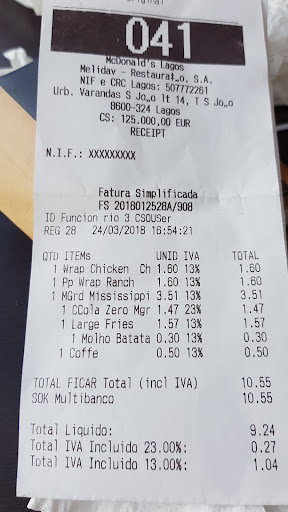 original
041
McDonald's Lagos
Meliday - Restaura‡„o, S.A.
NIF e CRC Lagos: 507772261
Urb. Varandas S Jo„o lt 14, T S Jo„o
8600-324 Lagos
CS: 125.000,00 EUR
RECEIPT
N.I.F.: XXXXXXXXX
Fatura Simplificada
FS 2018012528A/908
ID Funcion rio 3 CSOUSer
REG 28 24/03/2018 16:54:21
QTD ITEMs UNID IVA TOTAL
1 Wrap Chicken Ch 1.60 13% 1.60
1 Pp Wrap Ranch 1.60 13% 1.60
1 MGrd Mississippi 3.51 13% 3.51
1 CCola Zero Mgr 1.47 23% 1.47
1 Large Fries 1.57 13% 1.57
1 Molho Batata 0.30 13% 0.30
1 Coffe 0.50 13% 0.50
TOTAL FICAR Total (incl IVA) 10.55
SOK Multibanco 10.55
Total Liquido: 9.24
Total IVA Incluido 23.00%: 0.27
Total IVA Incluido 13.00%: 1.04